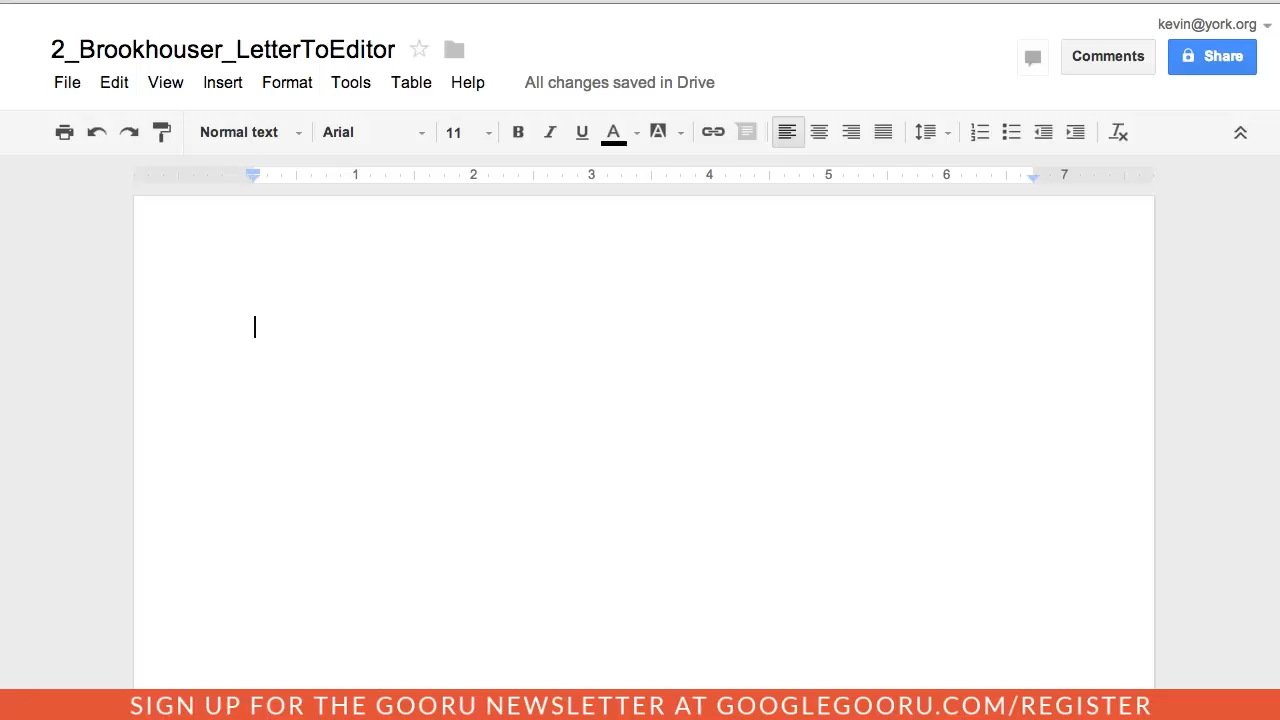 kevin@york.org
2_Brookhouser_LetterToEditor
Comments
Share
File Edit View Insert Format Tools Table Help All changes saved in Drive
Normal text Arial 11 B I U A A
1 2 3 4 5 6 7
SIGN UP FOR THE GOORU NEWSLETTER AT GOOGLEGOORU.COM/REGISTER